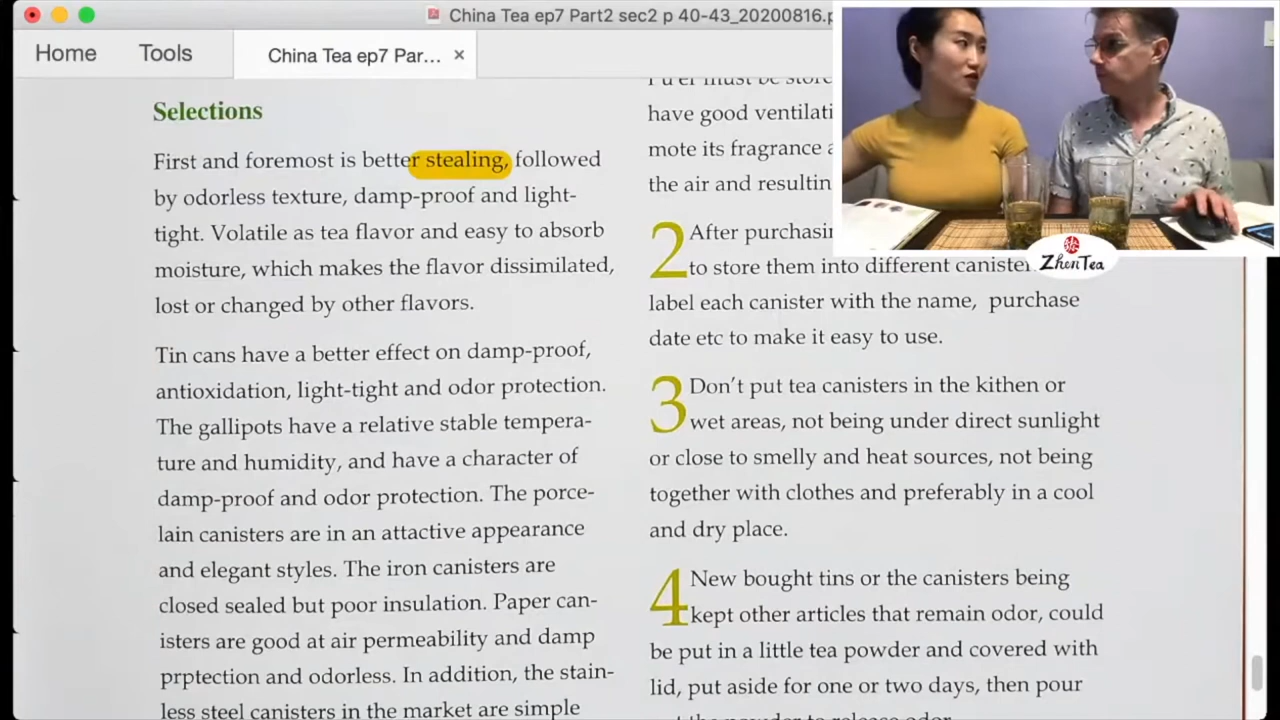 China Tea ep7 Part2 sec2 p 40-43_20200816.p
Home
Tools
China Tea ep7 Par... ×
Selections
First and foremost is better stealing, followed
by odorless texture, damp-proof and light-
tight. Volatile as tea flavor and easy to absorb
moisture, which makes the flavor dissimilated,
lost or changed by other flavors.
Tin cans have a better effect on damp-proof,
antioxidation, light-tight and odor protection.
The gallipots have a relative stable tempera-
ture and humidity, and have a character of
damp-proof and odor protection. The porce-
lain canisters are in an attactive appearance
and elegant styles. The iron canisters are
closed sealed but poor insulation. Paper can-
isters are good at air permeability and damp
prptection and odorless. In addition, the stain-
less steel canisters in the market are simple
Pu'er must be store
have good ventilati
mote its fragrance a
the air and resulting
2 After purchasi
to store them into different canister
label each canister with the name, purchase
date etc to make it easy to use.
3 Don't put tea canisters in the kithen or
wet areas, not being under direct sunlight
or close to smelly and heat sources, not being
together with clothes and preferably in a cool
and dry place.
4 New bought tins or the canisters being
kept other articles that remain odor, could
be put in a little tea powder and covered with
lid, put aside for one or two days, then pour
the powder to release odor
ZhenTea